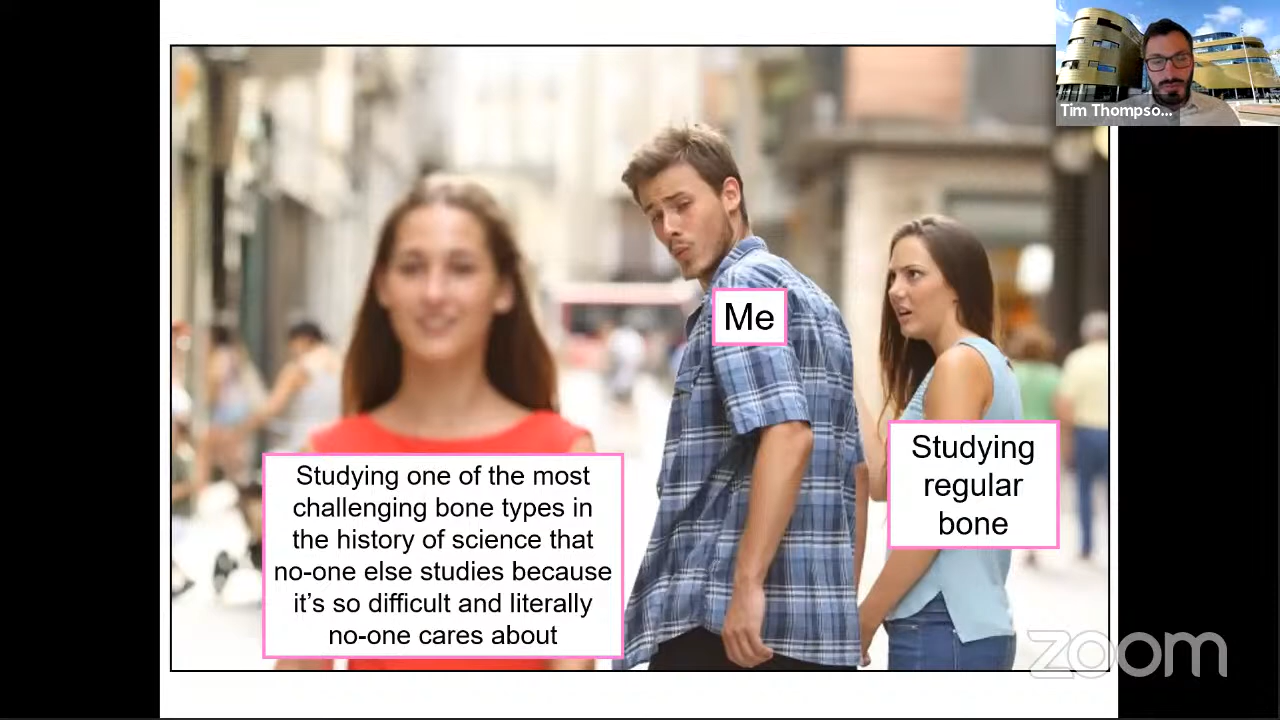 Tim Thompso...
Me
Studying
regular
bone
Studying one of the most
challenging bone types in
the history of science that
no-one else studies because
it's so difficult and literally
no-one cares about
zoom